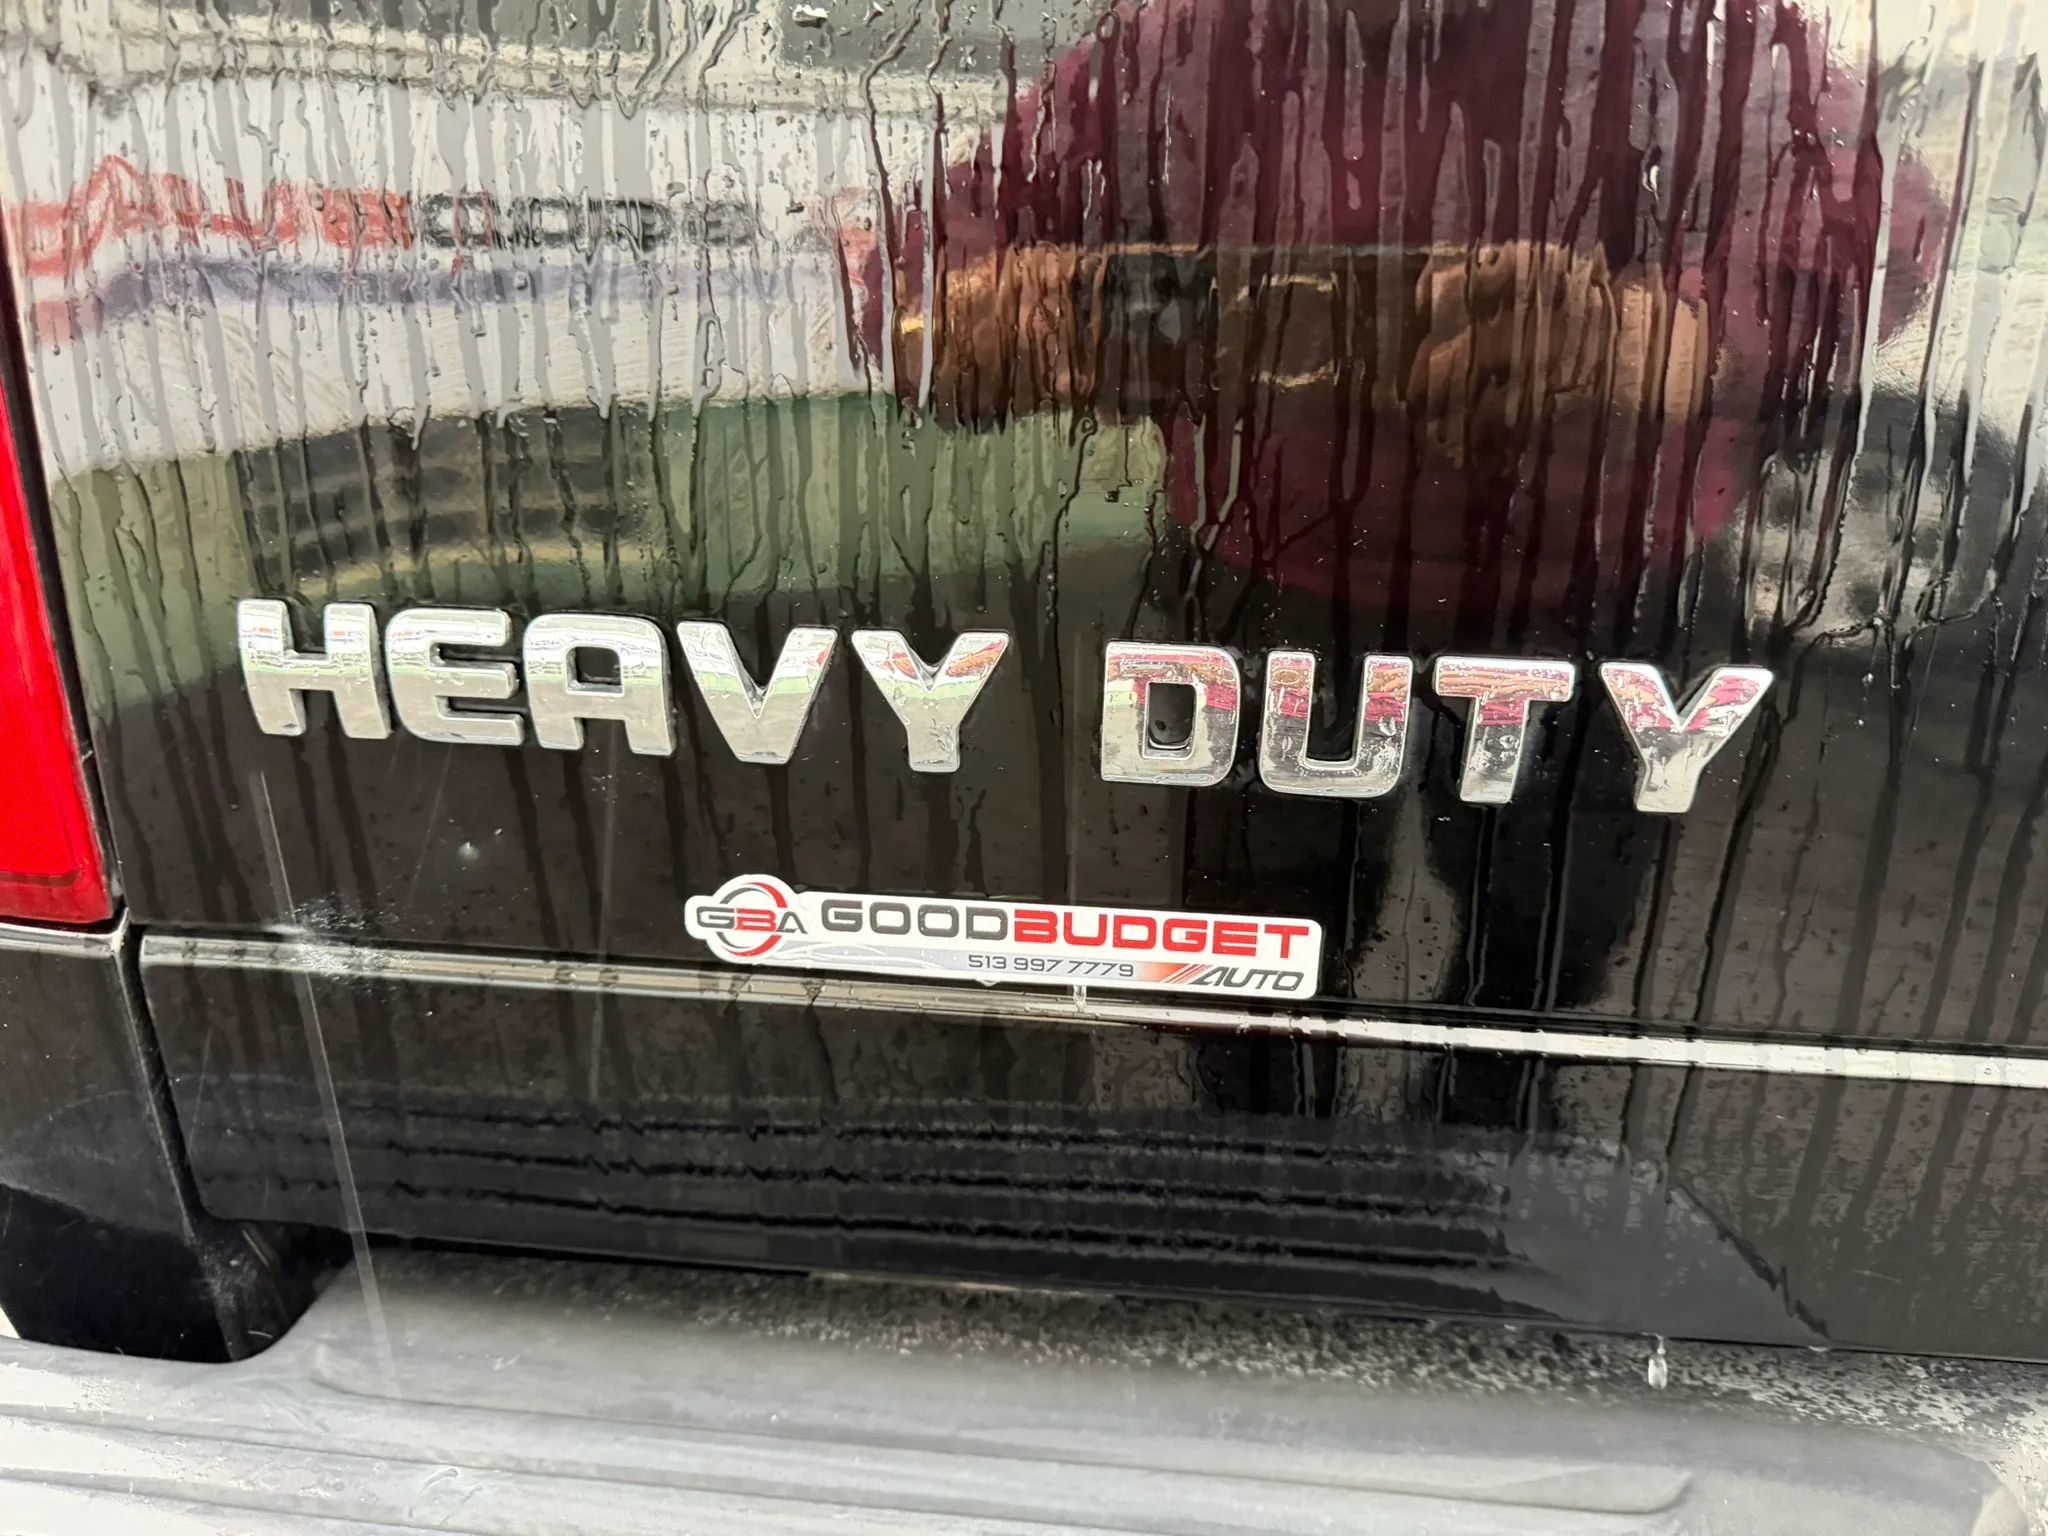 HEAVY DUTY
GBA GOODBUDGET
513 997 7779 AUTO